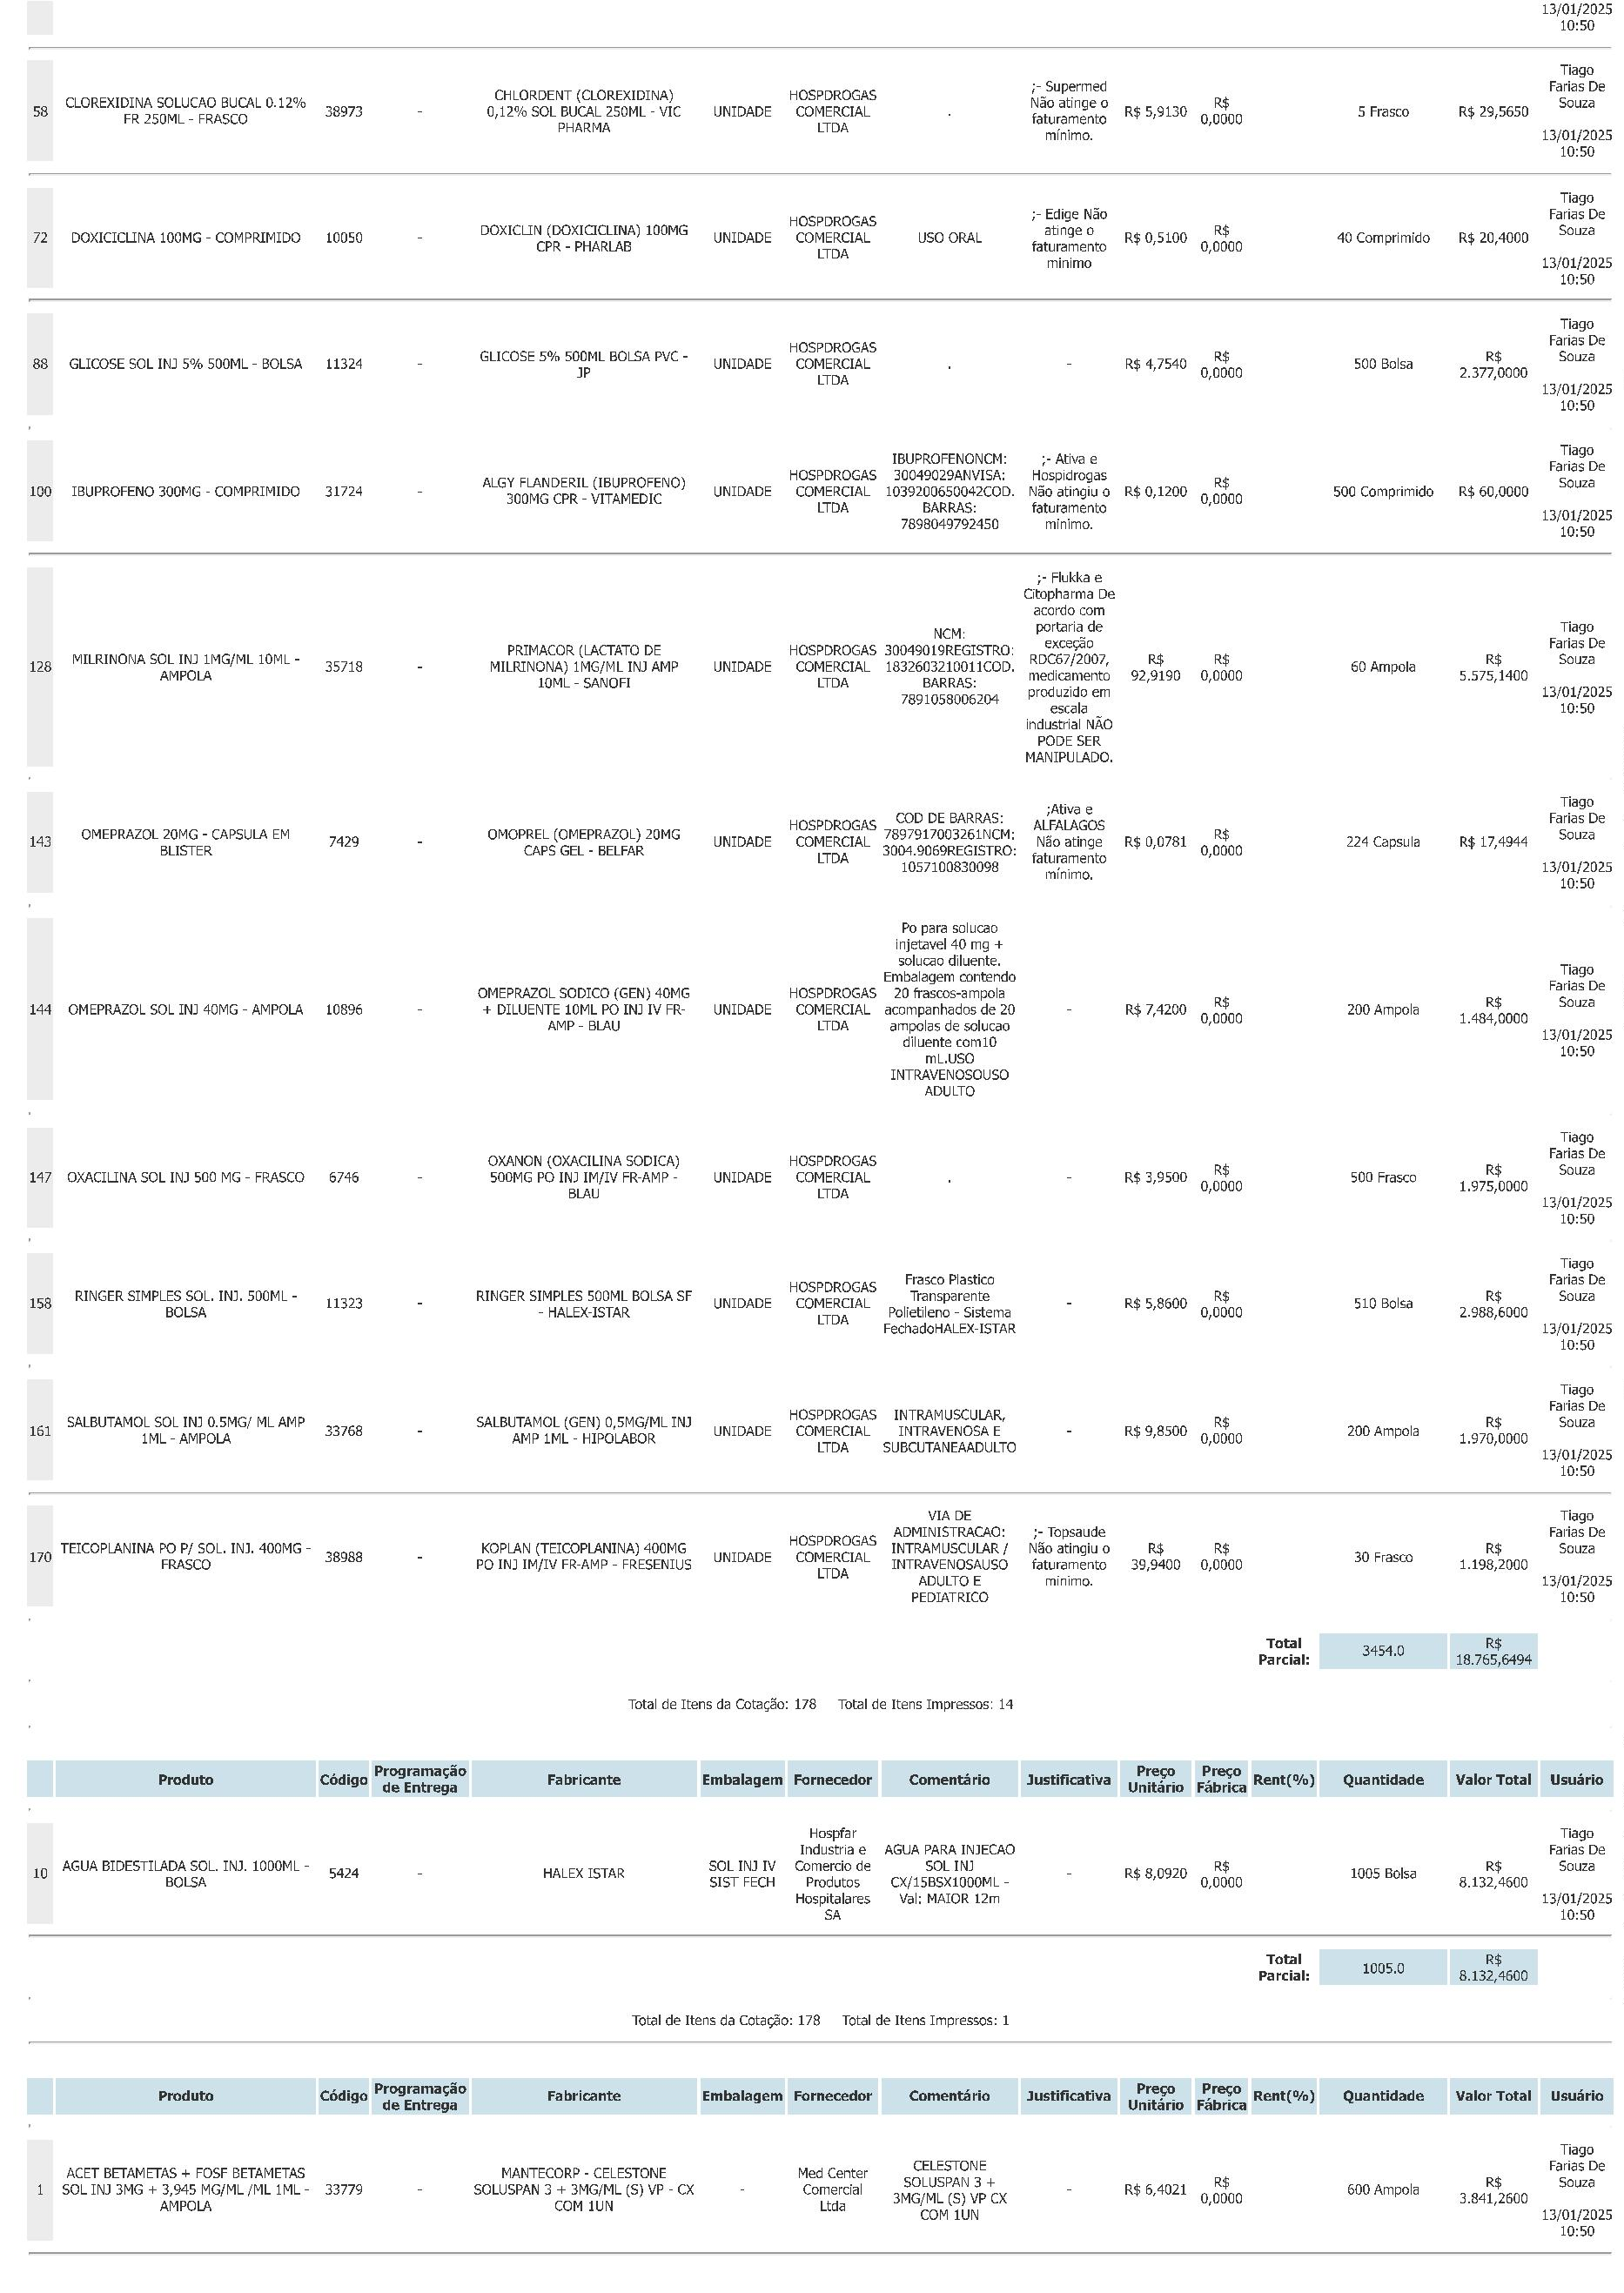 13/01/2025
10:50
58 CLOREXIDINA SOLUCAO BUCAL 0.12% FR 250ML - FRASCO 38973 - CHLORDENT (CLOREXIDINA) 0,12% SOL BUCAL 250ML - VIC PHARMA UNIDADE HOSPDROGAS COMERCIAL LTDA . ;- Supermed Não atinge o faturamento mínimo. R$ 5,9130 R$ 0,0000 5 Frasco R$ 29,5650 Tiago Farias De Souza 13/01/2025 10:50
72 DOXICICLINA 100MG - COMPRIMIDO 10050 - DOXICLIN (DOXICICLINA) 100MG CPR - PHARLAB UNIDADE HOSPDROGAS COMERCIAL LTDA USO ORAL ;- Edige Não atinge o faturamento minimo R$ 0,5100 R$ 0,0000 40 Comprimido R$ 20,4000 Tiago Farias De Souza 13/01/2025 10:50
88 GLICOSE SOL INJ 5% 500ML - BOLSA 11324 - GLICOSE 5% 500ML BOLSA PVC - JP UNIDADE HOSPDROGAS COMERCIAL LTDA . - R$ 4,7540 R$ 0,0000 500 Bolsa R$ 2.377,0000 Tiago Farias De Souza 13/01/2025 10:50
100 IBUPROFENO 300MG - COMPRIMIDO 31724 - ALGY FLANDERIL (IBUPROFENO) 300MG CPR - VITAMEDIC UNIDADE HOSPDROGAS COMERCIAL LTDA IBUPROFENONCM: 30049029ANVISA: 1039200650042COD. BARRAS: 7898049792450 ;- Ativa e Hospidrogas Não atingiu o faturamento minimo. R$ 0,1200 R$ 0,0000 500 Comprimido R$ 60,0000 Tiago Farias De Souza 13/01/2025 10:50
128 MILRINONA SOL INJ 1MG/ML 10ML - AMPOLA 35718 - PRIMACOR (LACTATO DE MILRINONA) 1MG/ML INJ AMP 10ML - SANOFI UNIDADE HOSPDROGAS COMERCIAL LTDA NCM: 30049019REGISTRO: 1832603210011COD. BARRAS: 7891058006204 ;- Flukka e Citopharma De acordo com portaria de exceção RDC67/2007, medicamento produzido em escala industrial NÃO PODE SER MANIPULADO. R$ 92,9190 R$ 0,0000 60 Ampola R$ 5.575,1400 Tiago Farias De Souza 13/01/2025 10:50
143 OMEPRAZOL 20MG - CAPSULA EM BLISTER 7429 - OMOPREL (OMEPRAZOL) 20MG CAPS GEL - BELFAR UNIDADE HOSPDROGAS COMERCIAL LTDA COD DE BARRAS: 7897917003261NCM: 3004.9069REGISTRO: 1057100830098 ;Ativa e ALFALAGOS Não atinge faturamento mínimo. R$ 0,0781 R$ 0,0000 224 Capsula R$ 17,4944 Tiago Farias De Souza 13/01/2025 10:50
144 OMEPRAZOL SOL INJ 40MG - AMPOLA 10896 - OMEPRAZOL SODICO (GEN) 40MG + DILUENTE 10ML PO INJ IV FR-AMP - BLAU UNIDADE HOSPDROGAS COMERCIAL LTDA Po para solucao injetavel 40 mg + solucao diluente. Embalagem contendo 20 frascos-ampola acompanhados de 20 ampolas de solucao diluente com10 mL.USO INTRAVENOSOUSO ADULTO - R$ 7,4200 R$ 0,0000 200 Ampola R$ 1.484,0000 Tiago Farias De Souza 13/01/2025 10:50
147 OXACILINA SOL INJ 500 MG - FRASCO 6746 - OXANON (OXACILINA SODICA) 500MG PO INJ IM/IV FR-AMP - BLAU UNIDADE HOSPDROGAS COMERCIAL LTDA . - R$ 3,9500 R$ 0,0000 500 Frasco R$ 1.975,0000 Tiago Farias De Souza 13/01/2025 10:50
158 RINGER SIMPLES SOL. INJ. 500ML - BOLSA 11323 - RINGER SIMPLES 500ML BOLSA SF - HALEX-ISTAR UNIDADE HOSPDROGAS COMERCIAL LTDA Frasco Plastico Transparente Polietileno - Sistema FechadoHALEX-ISTAR - R$ 5,8600 R$ 0,0000 510 Bolsa R$ 2.988,6000 Tiago Farias De Souza 13/01/2025 10:50
161 SALBUTAMOL SOL INJ 0.5MG/ ML AMP 1ML - AMPOLA 33768 - SALBUTAMOL (GEN) 0,5MG/ML INJ AMP 1ML - HIPOLABOR UNIDADE HOSPDROGAS COMERCIAL LTDA INTRAMUSCULAR, INTRAVENOSA E SUBCUTANEAADULTO - R$ 9,8500 R$ 0,0000 200 Ampola R$ 1.970,0000 Tiago Farias De Souza 13/01/2025 10:50
170 TEICOPLANINA PO P/ SOL. INJ. 400MG - FRASCO 38988 - KOPLAN (TEICOPLANINA) 400MG PO INJ IM/IV FR-AMP - FRESENIUS UNIDADE HOSPDROGAS COMERCIAL LTDA VIA DE ADMINISTRACAO: INTRAMUSCULAR / INTRAVENOSAUSO ADULTO E PEDIATRICO ;- Topsaude Não atingiu o faturamento minimo. R$ 39,9400 R$ 0,0000 30 Frasco R$ 1.198,2000 Tiago Farias De Souza 13/01/2025 10:50
Total Parcial: 3454.0 R$ 18.765,6494
Total de Itens da Cotação: 178 Total de Itens Impressos: 14
Produto Código Programação de Entrega Fabricante Embalagem Fornecedor Comentário Justificativa Preço Unitário Preço Fábrica Rent(%) Quantidade Valor Total Usuário
10 AGUA BIDESTILADA SOL. INJ. 1000ML - BOLSA 5424 - HALEX ISTAR SOL INJ IV SIST FECH Hospfar Industria e Comercio de Produtos Hospitalares SA AGUA PARA INJECAO SOL INJ CX/15BSX1000ML - Val: MAIOR 12m - R$ 8,0920 R$ 0,0000 1005 Bolsa R$ 8.132,4600 Tiago Farias De Souza 13/01/2025 10:50
Total Parcial: 1005.0 R$ 8.132,4600
Total de Itens da Cotação: 178 Total de Itens Impressos: 1
Produto Código Programação de Entrega Fabricante Embalagem Fornecedor Comentário Justificativa Preço Unitário Preço Fábrica Rent(%) Quantidade Valor Total Usuário
1 ACET BETAMETAS + FOSF BETAMETAS SOL INJ 3MG + 3,945 MG/ML /ML 1ML - AMPOLA 33779 - MANTECORP - CELESTONE SOLUSPAN 3 + 3MG/ML (S) VP - CX COM 1UN - Med Center Comercial Ltda CELESTONE SOLUSPAN 3 + 3MG/ML (S) VP CX COM 1UN - R$ 6,4021 R$ 0,0000 600 Ampola R$ 3.841,2600 Tiago Farias De Souza 13/01/2025 10:50